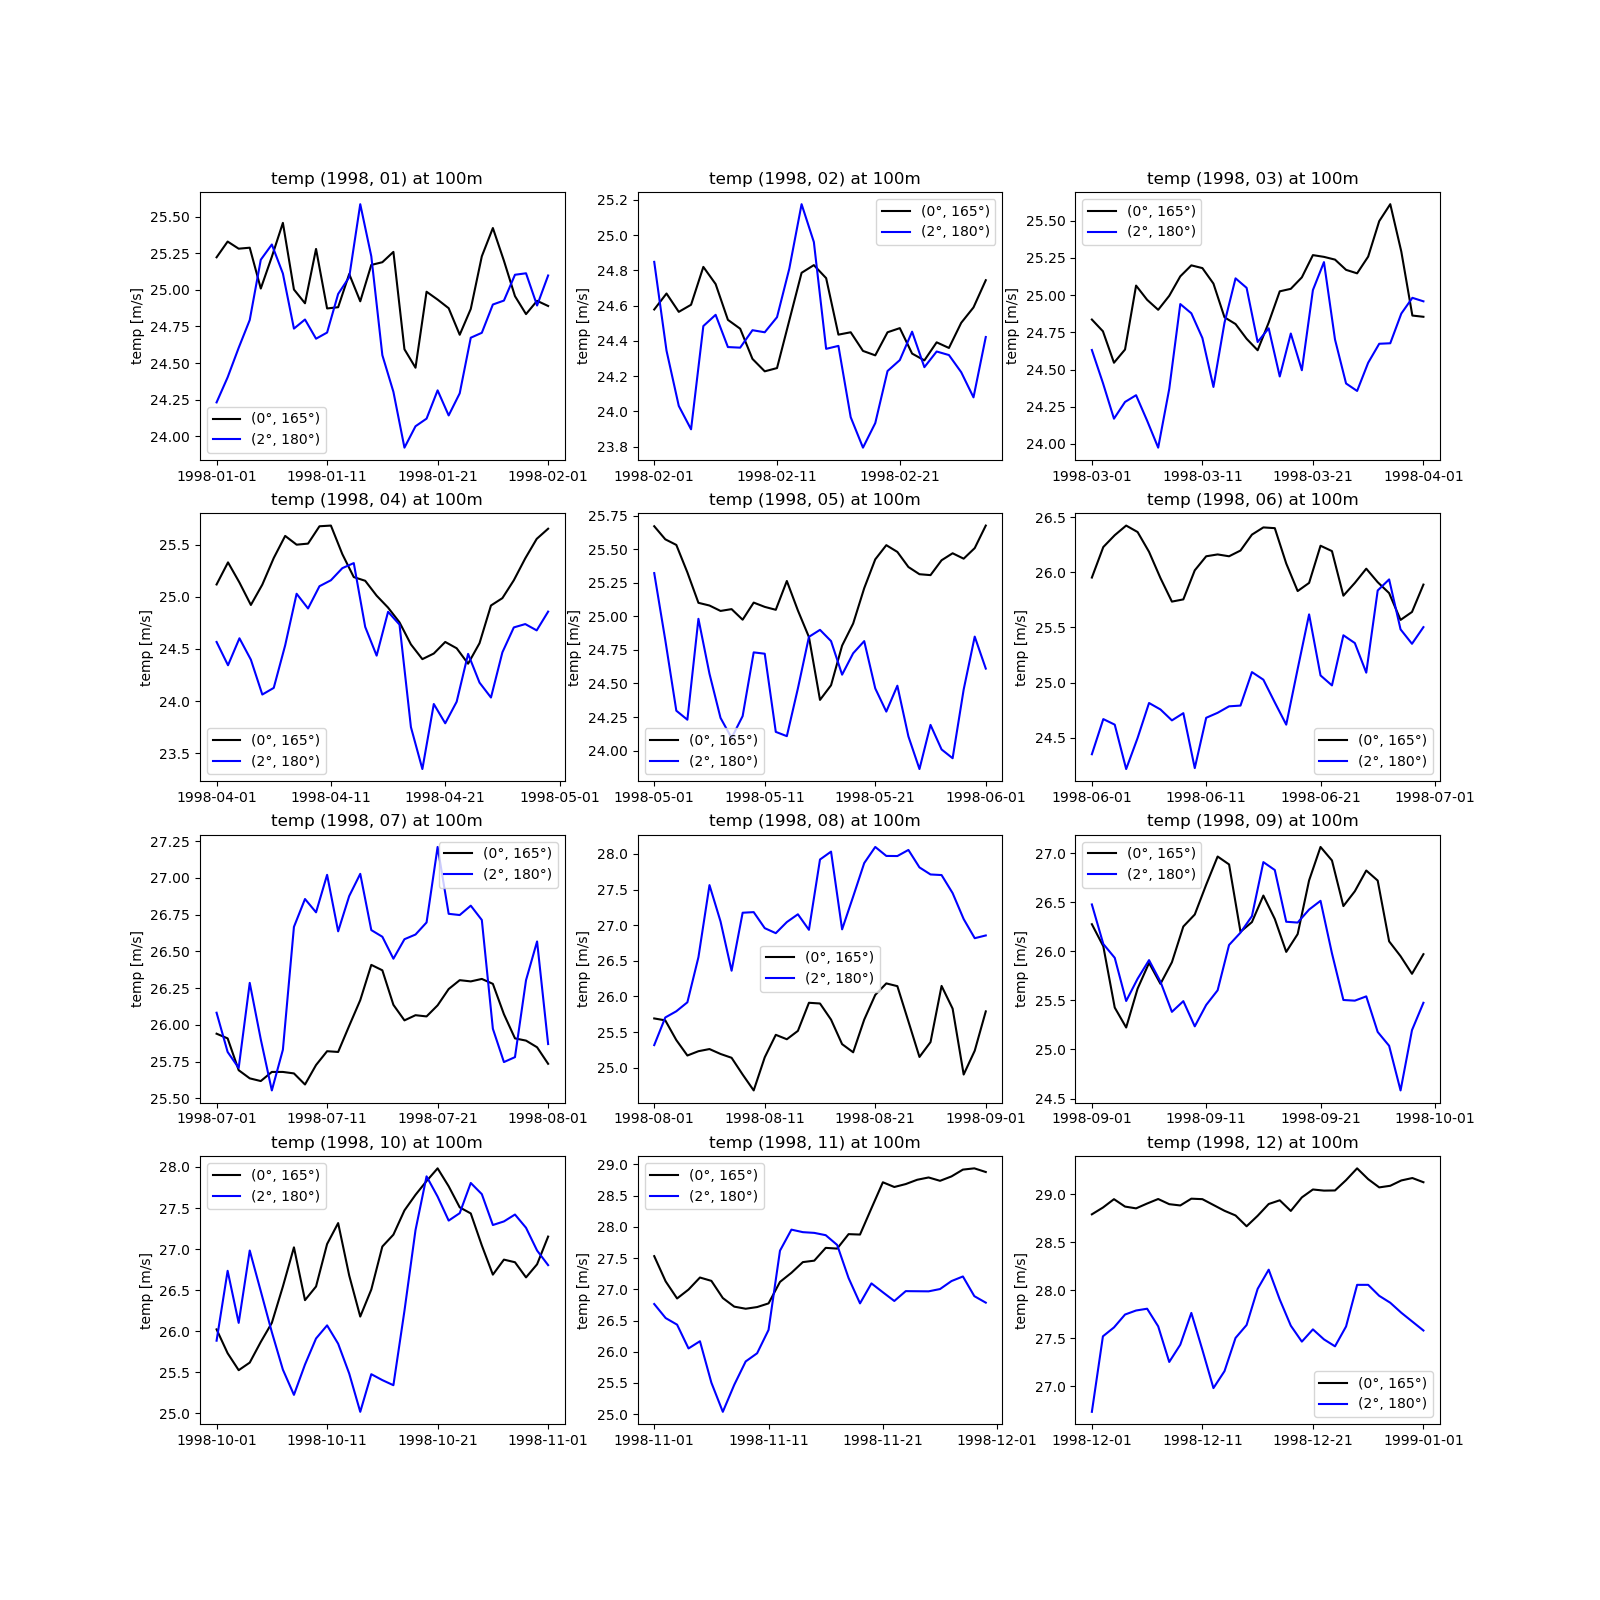 temp (1998, 01) at 100m
temp [m/s]
25.50
25.25
25.00
24.75
24.50
24.25
24.00
(0°, 165°)
(2°, 180°)
1998-01-01 1998-01-11 1998-01-21 1998-02-01
temp (1998, 02) at 100m
temp [m/s]
25.2
25.0
24.8
24.6
24.4
24.2
24.0
23.8
(0°, 165°)
(2°, 180°)
1998-02-01 1998-02-11 1998-02-21
temp (1998, 03) at 100m
temp [m/s]
25.50
25.25
25.00
24.75
24.50
24.25
24.00
(0°, 165°)
(2°, 180°)
1998-03-01 1998-03-11 1998-03-21 1998-04-01
temp (1998, 04) at 100m
temp [m/s]
25.5
25.0
24.5
24.0
23.5
(0°, 165°)
(2°, 180°)
1998-04-01 1998-04-11 1998-04-21 1998-05-01
temp (1998, 05) at 100m
temp [m/s]
25.75
25.50
25.25
25.00
24.75
24.50
24.25
24.00
(0°, 165°)
(2°, 180°)
1998-05-01 1998-05-11 1998-05-21 1998-06-01
temp (1998, 06) at 100m
temp [m/s]
26.5
26.0
25.5
25.0
24.5
(0°, 165°)
(2°, 180°)
1998-06-01 1998-06-11 1998-06-21 1998-07-01
temp (1998, 07) at 100m
temp [m/s]
27.25
27.00
26.75
26.50
26.25
26.00
25.75
25.50
(0°, 165°)
(2°, 180°)
1998-07-01 1998-07-11 1998-07-21 1998-08-01
temp (1998, 08) at 100m
temp [m/s]
28.0
27.5
27.0
26.5
26.0
25.5
25.0
(0°, 165°)
(2°, 180°)
1998-08-01 1998-08-11 1998-08-21 1998-09-01
temp (1998, 09) at 100m
temp [m/s]
27.0
26.5
26.0
25.5
25.0
24.5
(0°, 165°)
(2°, 180°)
1998-09-01 1998-09-11 1998-09-21 1998-10-01
temp (1998, 10) at 100m
temp [m/s]
28.0
27.5
27.0
26.5
26.0
25.5
25.0
(0°, 165°)
(2°, 180°)
1998-10-01 1998-10-11 1998-10-21 1998-11-01
temp (1998, 11) at 100m
temp [m/s]
29.0
28.5
28.0
27.5
27.0
26.5
26.0
25.5
25.0
(0°, 165°)
(2°, 180°)
1998-11-01 1998-11-11 1998-11-21 1998-12-01
temp (1998, 12) at 100m
temp [m/s]
29.0
28.5
28.0
27.5
27.0
(0°, 165°)
(2°, 180°)
1998-12-01 1998-12-11 1998-12-21 1999-01-01